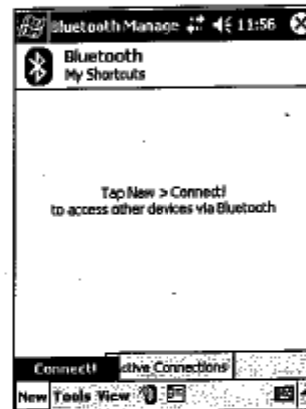 Bluetooth Manage 11:56
Bluetooth
My Shortcuts
Tap New > Connect!
to access other devices via Bluetooth
Connect! ctive Connections
New Tools View